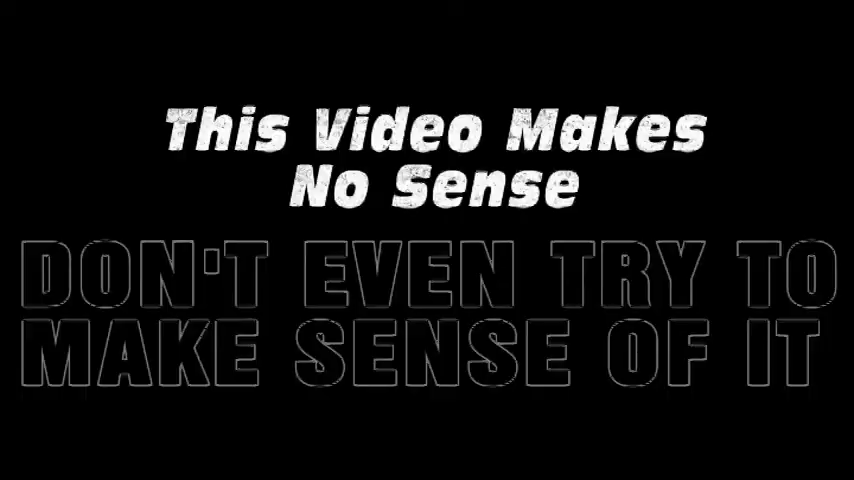 This Video Makes
No Sense
DON'T EVEN TRY TO
MAKE SENSE OF IT